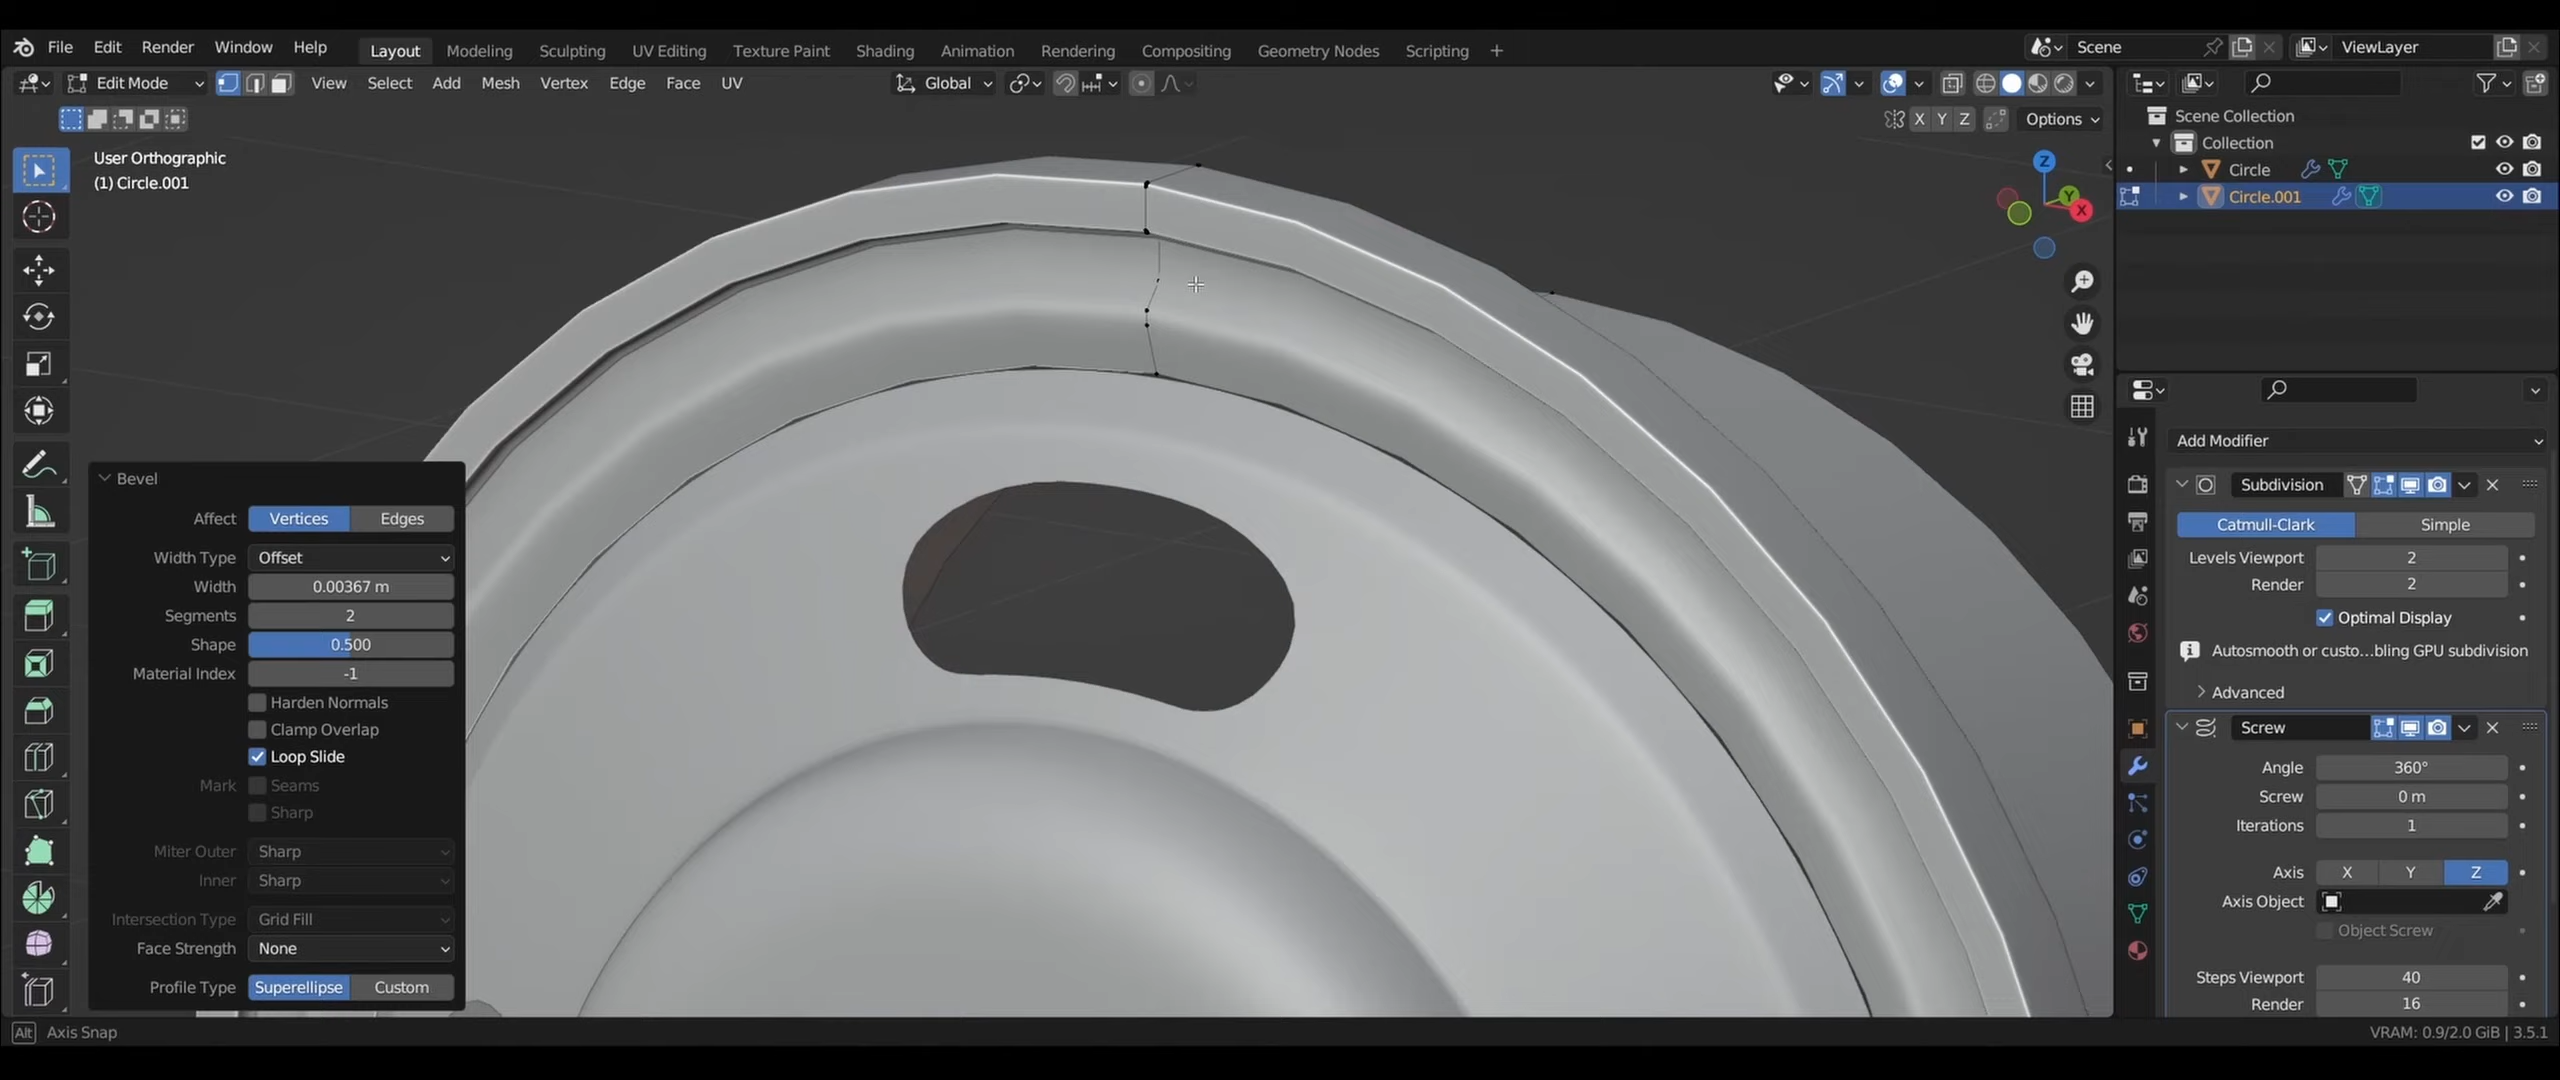 File Edit Render Window Help Layout Modeling Sculpting UV Editing Texture Paint Shading Animation Rendering Compositing Geometry Nodes Scripting + Scene ViewLayer
Edit Mode View Select Add Mesh Vertex Edge Face UV Global
X Y Z Options
User Orthographic
(1) Circle.001
Z
Y
X
Scene Collection
Collection
Circle
Circle.001
Bevel
Affect Vertices Edges
Width Type Offset
Width 0.00367 m
Segments 2
Shape 0.500
Material Index -1
Harden Normals
Clamp Overlap
Loop Slide
Mark Seams
Sharp
Miter Outer Sharp
Inner Sharp
Intersection Type Grid Fill
Face Strength None
Profile Type Superellipse Custom
Add Modifier
Subdivision
Catmull-Clark Simple
Levels Viewport 2
Render 2
Optimal Display
Autosmooth or custo...bling GPU subdivision
Advanced
Screw
Angle 360°
Screw 0 m
Iterations 1
Axis X Y Z
Axis Object
Object Screw
Steps Viewport 40
Render 16
Alt Axis Snap
VRAM: 0.9/2.0 GiB | 3.5.1